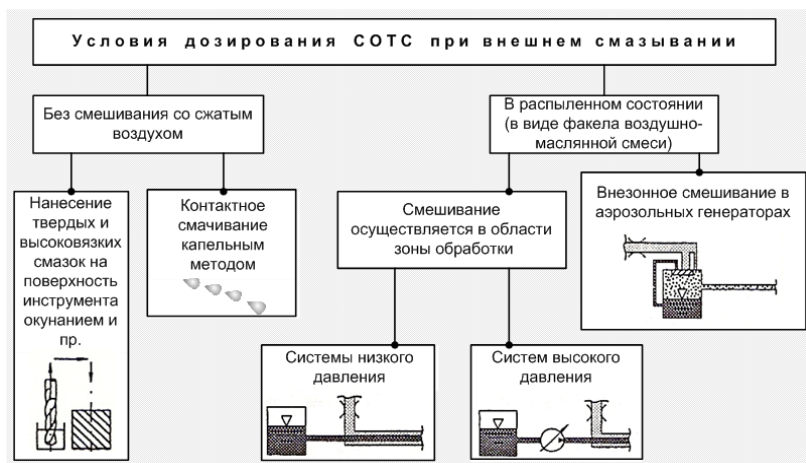 Условия дозирования СОТС при внешнем смазывании
Без смешивания со сжатым
воздухом
В распыленном состоянии
(в виде факела воздушно-
маслянной смеси)
Нанесение
твердых и
высоковязких
смазок на
поверхность
инструмента
окунанием и
пр.
Контактное
смачивание
капельным
методом
Смешивание
осуществляется в области
зоны обработки
Внезонное смешивание в
аэрозольных генераторах
Системы низкого
давления
Систем высокого
давления